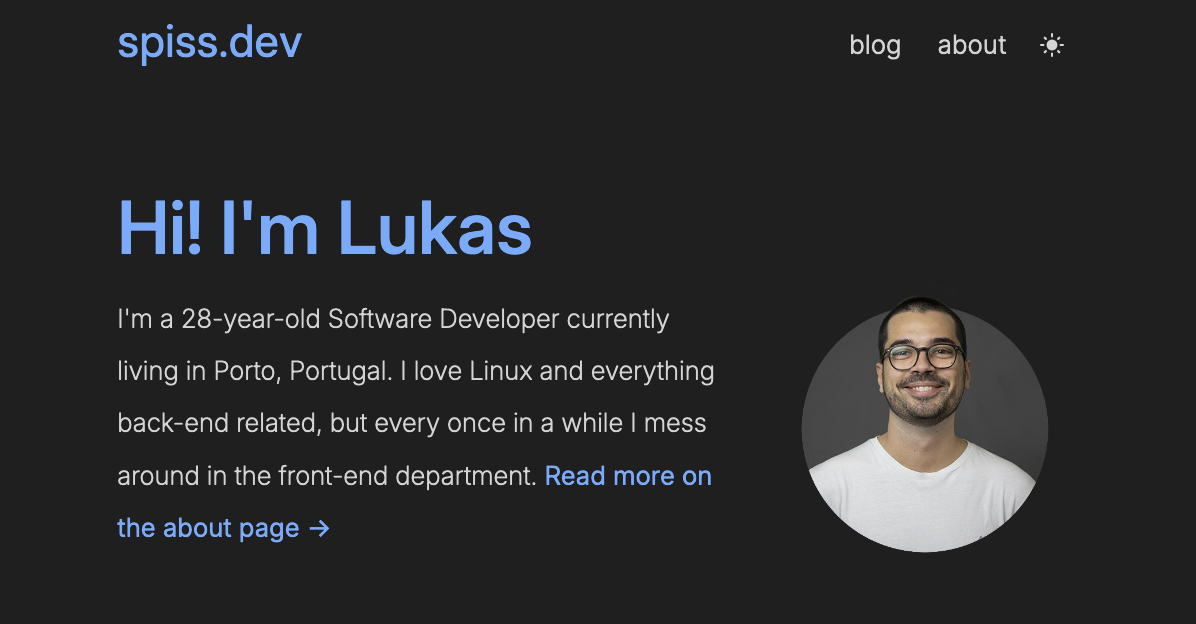 spiss.dev
blog about
Hi! I'm Lukas
I'm a 28-year-old Software Developer currently
living in Porto, Portugal. I love Linux and everything
back-end related, but every once in a while I mess
around in the front-end department. Read more on
the about page →